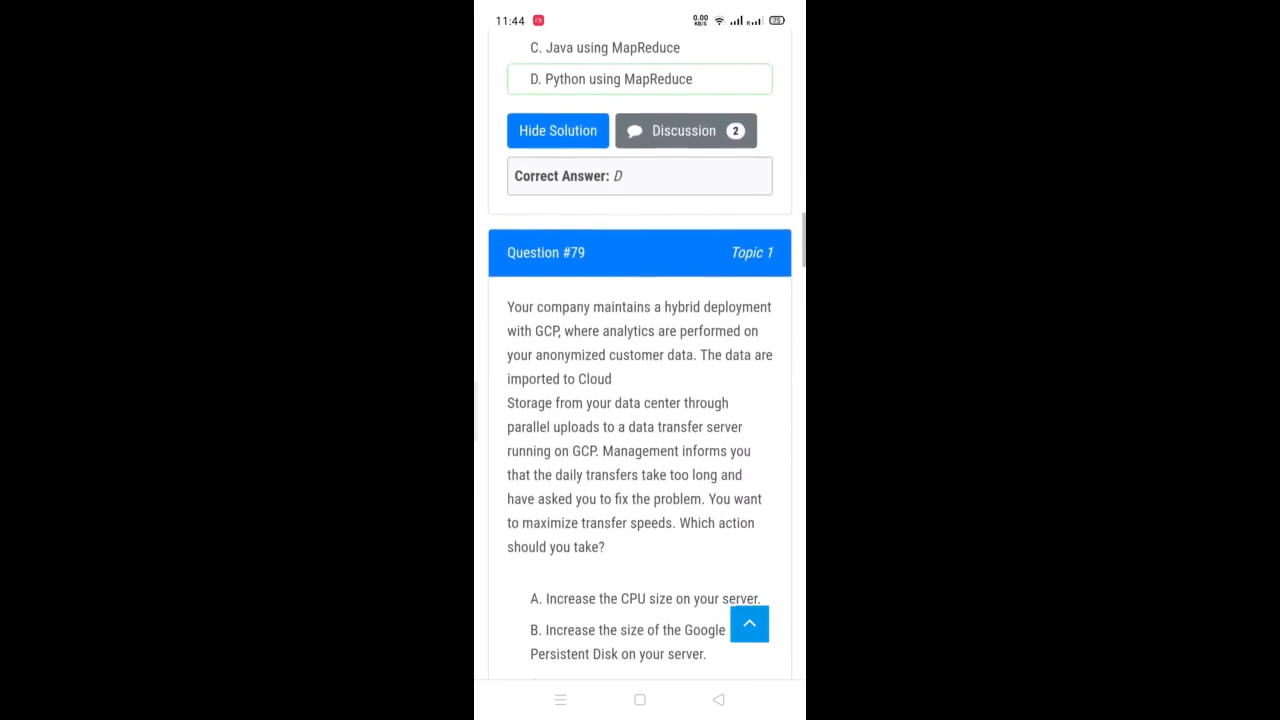 11:44
0.00
KB/S
R
75
C. Java using MapReduce
D. Python using MapReduce
Hide Solution
Discussion 2
Correct Answer: D
Question #79
Topic 1
Your company maintains a hybrid deployment
with GCP, where analytics are performed on
your anonymized customer data. The data are
imported to Cloud
Storage from your data center through
parallel uploads to a data transfer server
running on GCP. Management informs you
that the daily transfers take too long and
have asked you to fix the problem. You want
to maximize transfer speeds. Which action
should you take?
A. Increase the CPU size on your server.
B. Increase the size of the Google
Persistent Disk on your server.